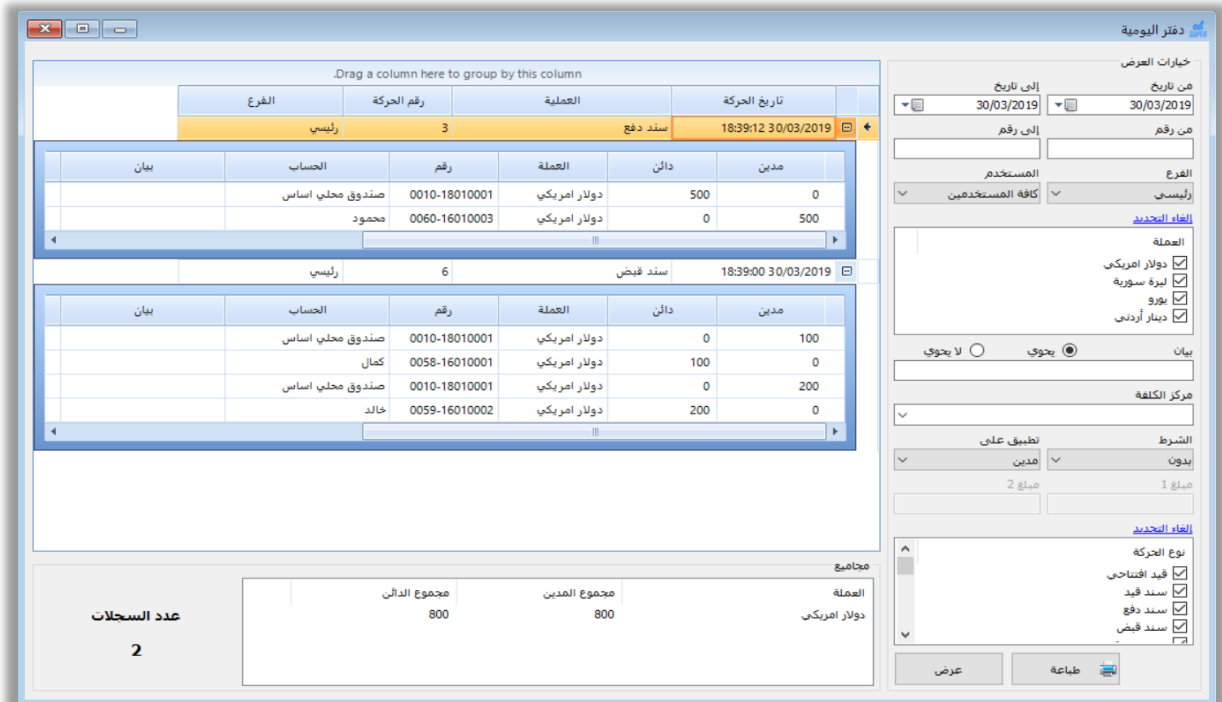 دفتر اليومية
SUPER
خيارات العرض
من تاريخ إلى تاريخ
30/03/2019 30/03/2019
من رقم إلى رقم
الفرع المستخدم
رئيسي كافة المستخدمين
إلغاء التحديد
العملة
دولار امريكي
ليرة سورية
يورو
دينار أردني
بيان يحوي لا يحوي
مركز الكلفة
الشرط تطبيق على
بدون مدين
مبلغ 1 مبلغ 2
إلغاء التحديد
نوع الحركة
قيد افتتاحي
سند قيد
سند دفع
سند قبض
طباعة عرض
Drag a column here to group by this column.
تاريخ الحركة العملية رقم الحركة الفرع
18:39:12 30/03/2019 سند دفع 3 رئيسي
مدين دائن العملة رقم الحساب بيان
0 500 دولار امريكي 0010-18010001 صندوق محلي اساس
500 0 دولار امريكي 0060-16010003 محمود
18:39:00 30/03/2019 سند قبض 6 رئيسي
مدين دائن العملة رقم الحساب بيان
100 0 دولار امريكي 0010-18010001 صندوق محلي اساس
0 100 دولار امريكي 0058-16010001 كمال
200 0 دولار امريكي 0010-18010001 صندوق محلي اساس
0 200 دولار امريكي 0059-16010002 خالد
مجاميع
العملة مجموع المدين مجموع الدائن
دولار امريكي 800 800
عدد السجلات
2